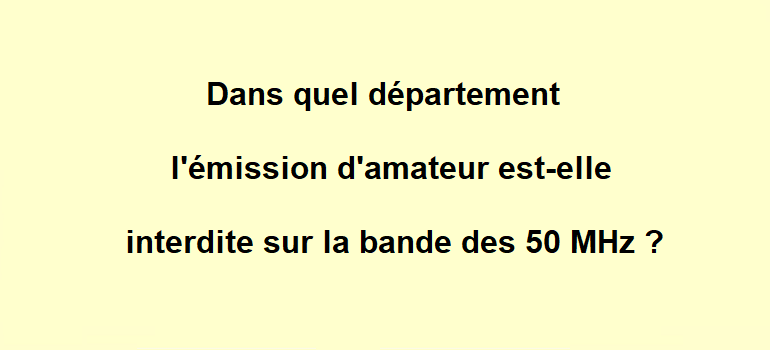 Dans quel département
l'émission d'amateur est-elle
interdite sur la bande des 50 MHz ?